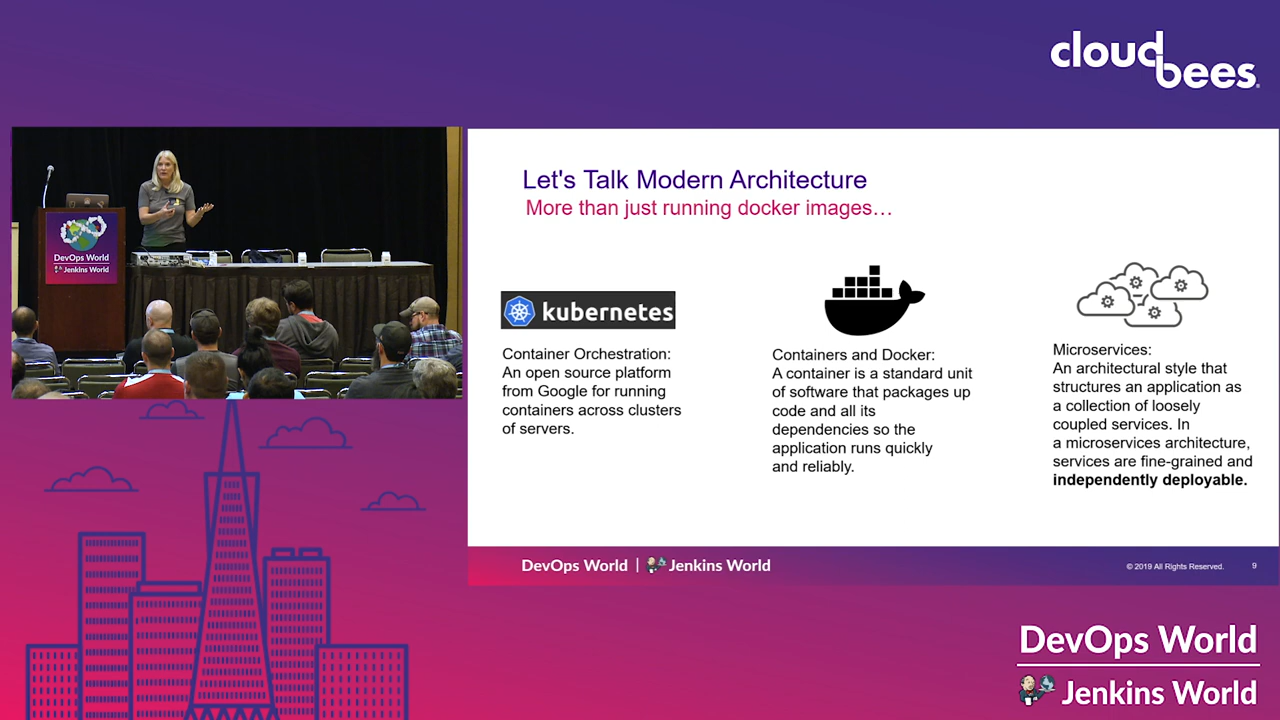 cloudbees.
Let's Talk Modern Architecture
More than just running docker images…
kubernetes
Container Orchestration:
An open source platform
from Google for running
containers across clusters
of servers.
Containers and Docker:
A container is a standard unit
of software that packages up
code and all its
dependencies so the
application runs quickly
and reliably.
Microservices:
An architectural style that
structures an application as
a collection of loosely
coupled services. In
a microservices architecture,
services are fine-grained and
independently deployable.
DevOps World | Jenkins World
© 2019 All Rights Reserved.
9
DevOps World
Jenkins World
DevOps World
Jenkins World